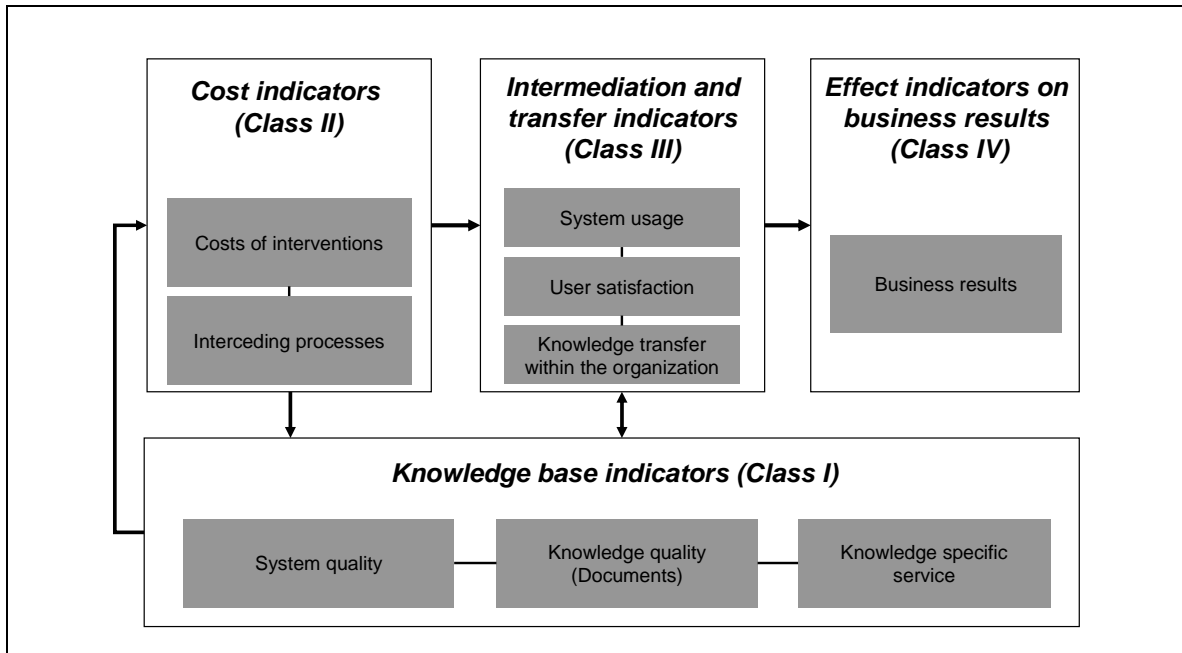 Cost indicators
(Class II)
Costs of interventions
Interceding processes
Intermediation and
transfer indicators
(Class III)
System usage
User satisfaction
Knowledge transfer
within the organization
Effect indicators on
business results
(Class IV)
Business results
Knowledge base indicators (Class I)
System quality
Knowledge quality
(Documents)
Knowledge specific
service